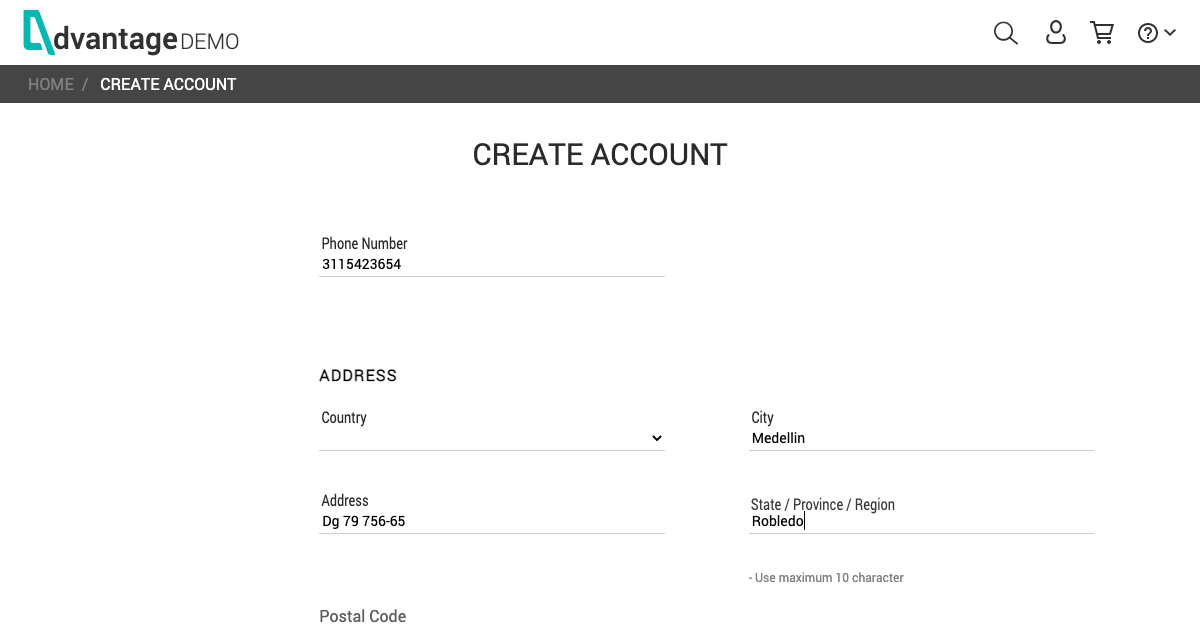 dvantage DEMO
HOME / CREATE ACCOUNT
CREATE ACCOUNT
Phone Number
3115423654
ADDRESS
Country
City
Medellin
Address
Dg 79 756-65
State / Province / Region
Robledo
- Use maximum 10 character
Postal Code